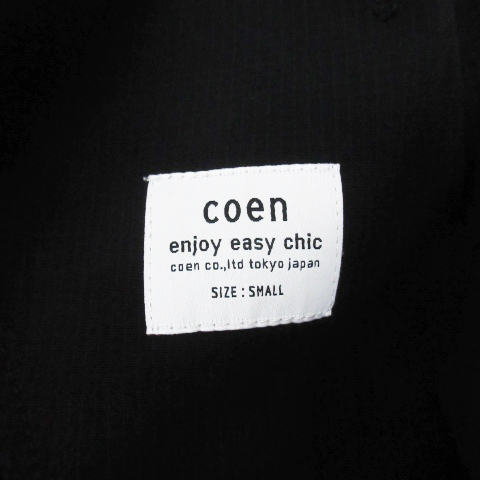 coen
enjoy easy chic
coen co.,ltd tokyo japan
SIZE : SMALL